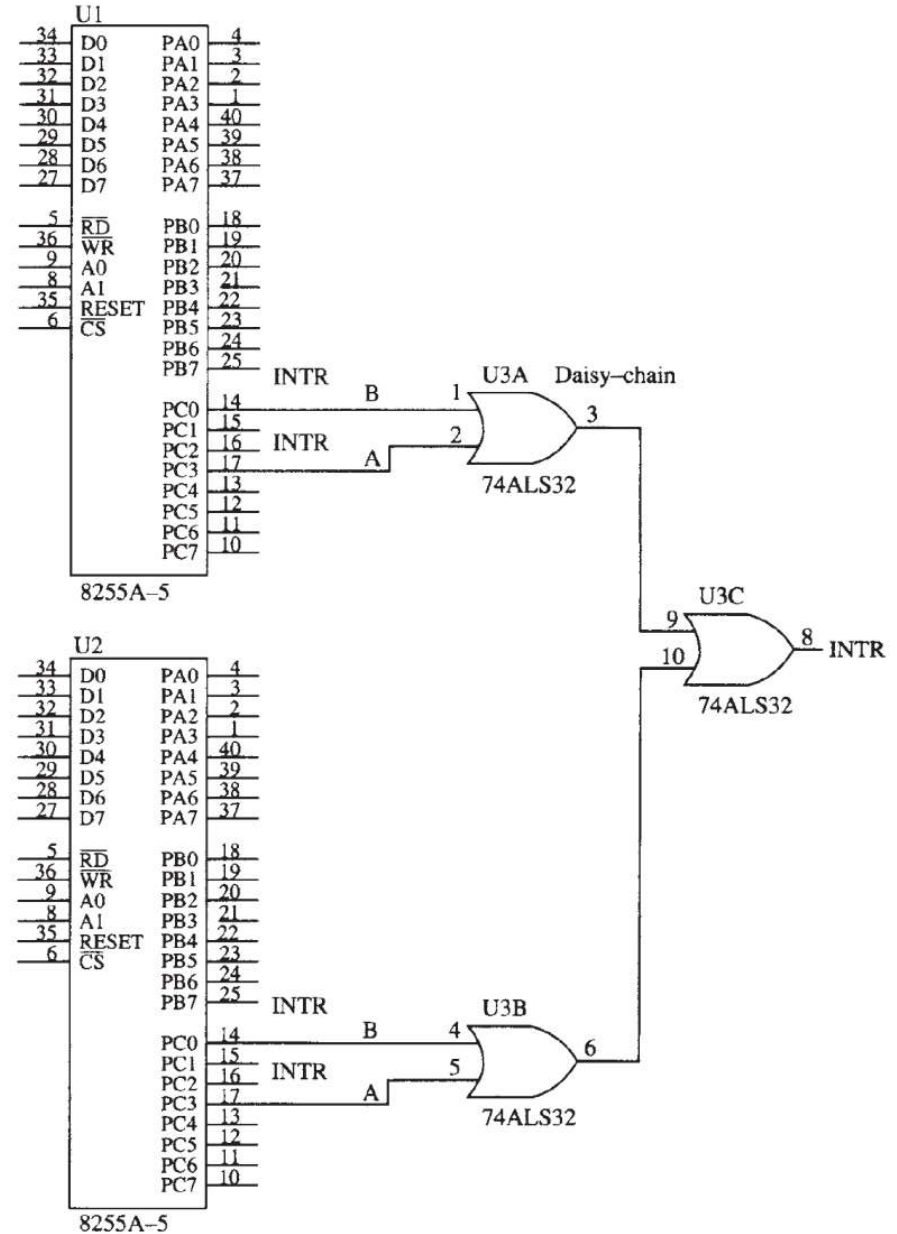 U1
34 D0 PA0 4
33 D1 PA1 3
32 D2 PA2 2
31 D3 PA3 1
30 D4 PA4 40
29 D5 PA5 39
28 D6 PA6 38
27 D7 PA7 37
5 RD PB0 18
36 WR PB1 19
9 A0 PB2 20
8 A1 PB3 21
35 RESET PB4 22
6 CS PB5 23
PB6 24
PB7 25
INTR
PC0 14
PC1 15
PC2 16
INTR
PC3 17
PC4 13
PC5 12
PC6 11
PC7 10
8255A–5
B
A
U3A Daisy–chain
1
2
3
74ALS32
U3C
9
10
8 INTR
74ALS32
U2
34 D0 PA0 4
33 D1 PA1 3
32 D2 PA2 2
31 D3 PA3 1
30 D4 PA4 40
29 D5 PA5 39
28 D6 PA6 38
27 D7 PA7 37
5 RD PB0 18
36 WR PB1 19
9 A0 PB2 20
8 A1 PB3 21
35 RESET PB4 22
6 CS PB5 23
PB6 24
PB7 25
INTR
PC0 14
PC1 15
PC2 16
INTR
PC3 17
PC4 13
PC5 12
PC6 11
PC7 10
8255A–5
B
A
U3B
4
5
6
74ALS32